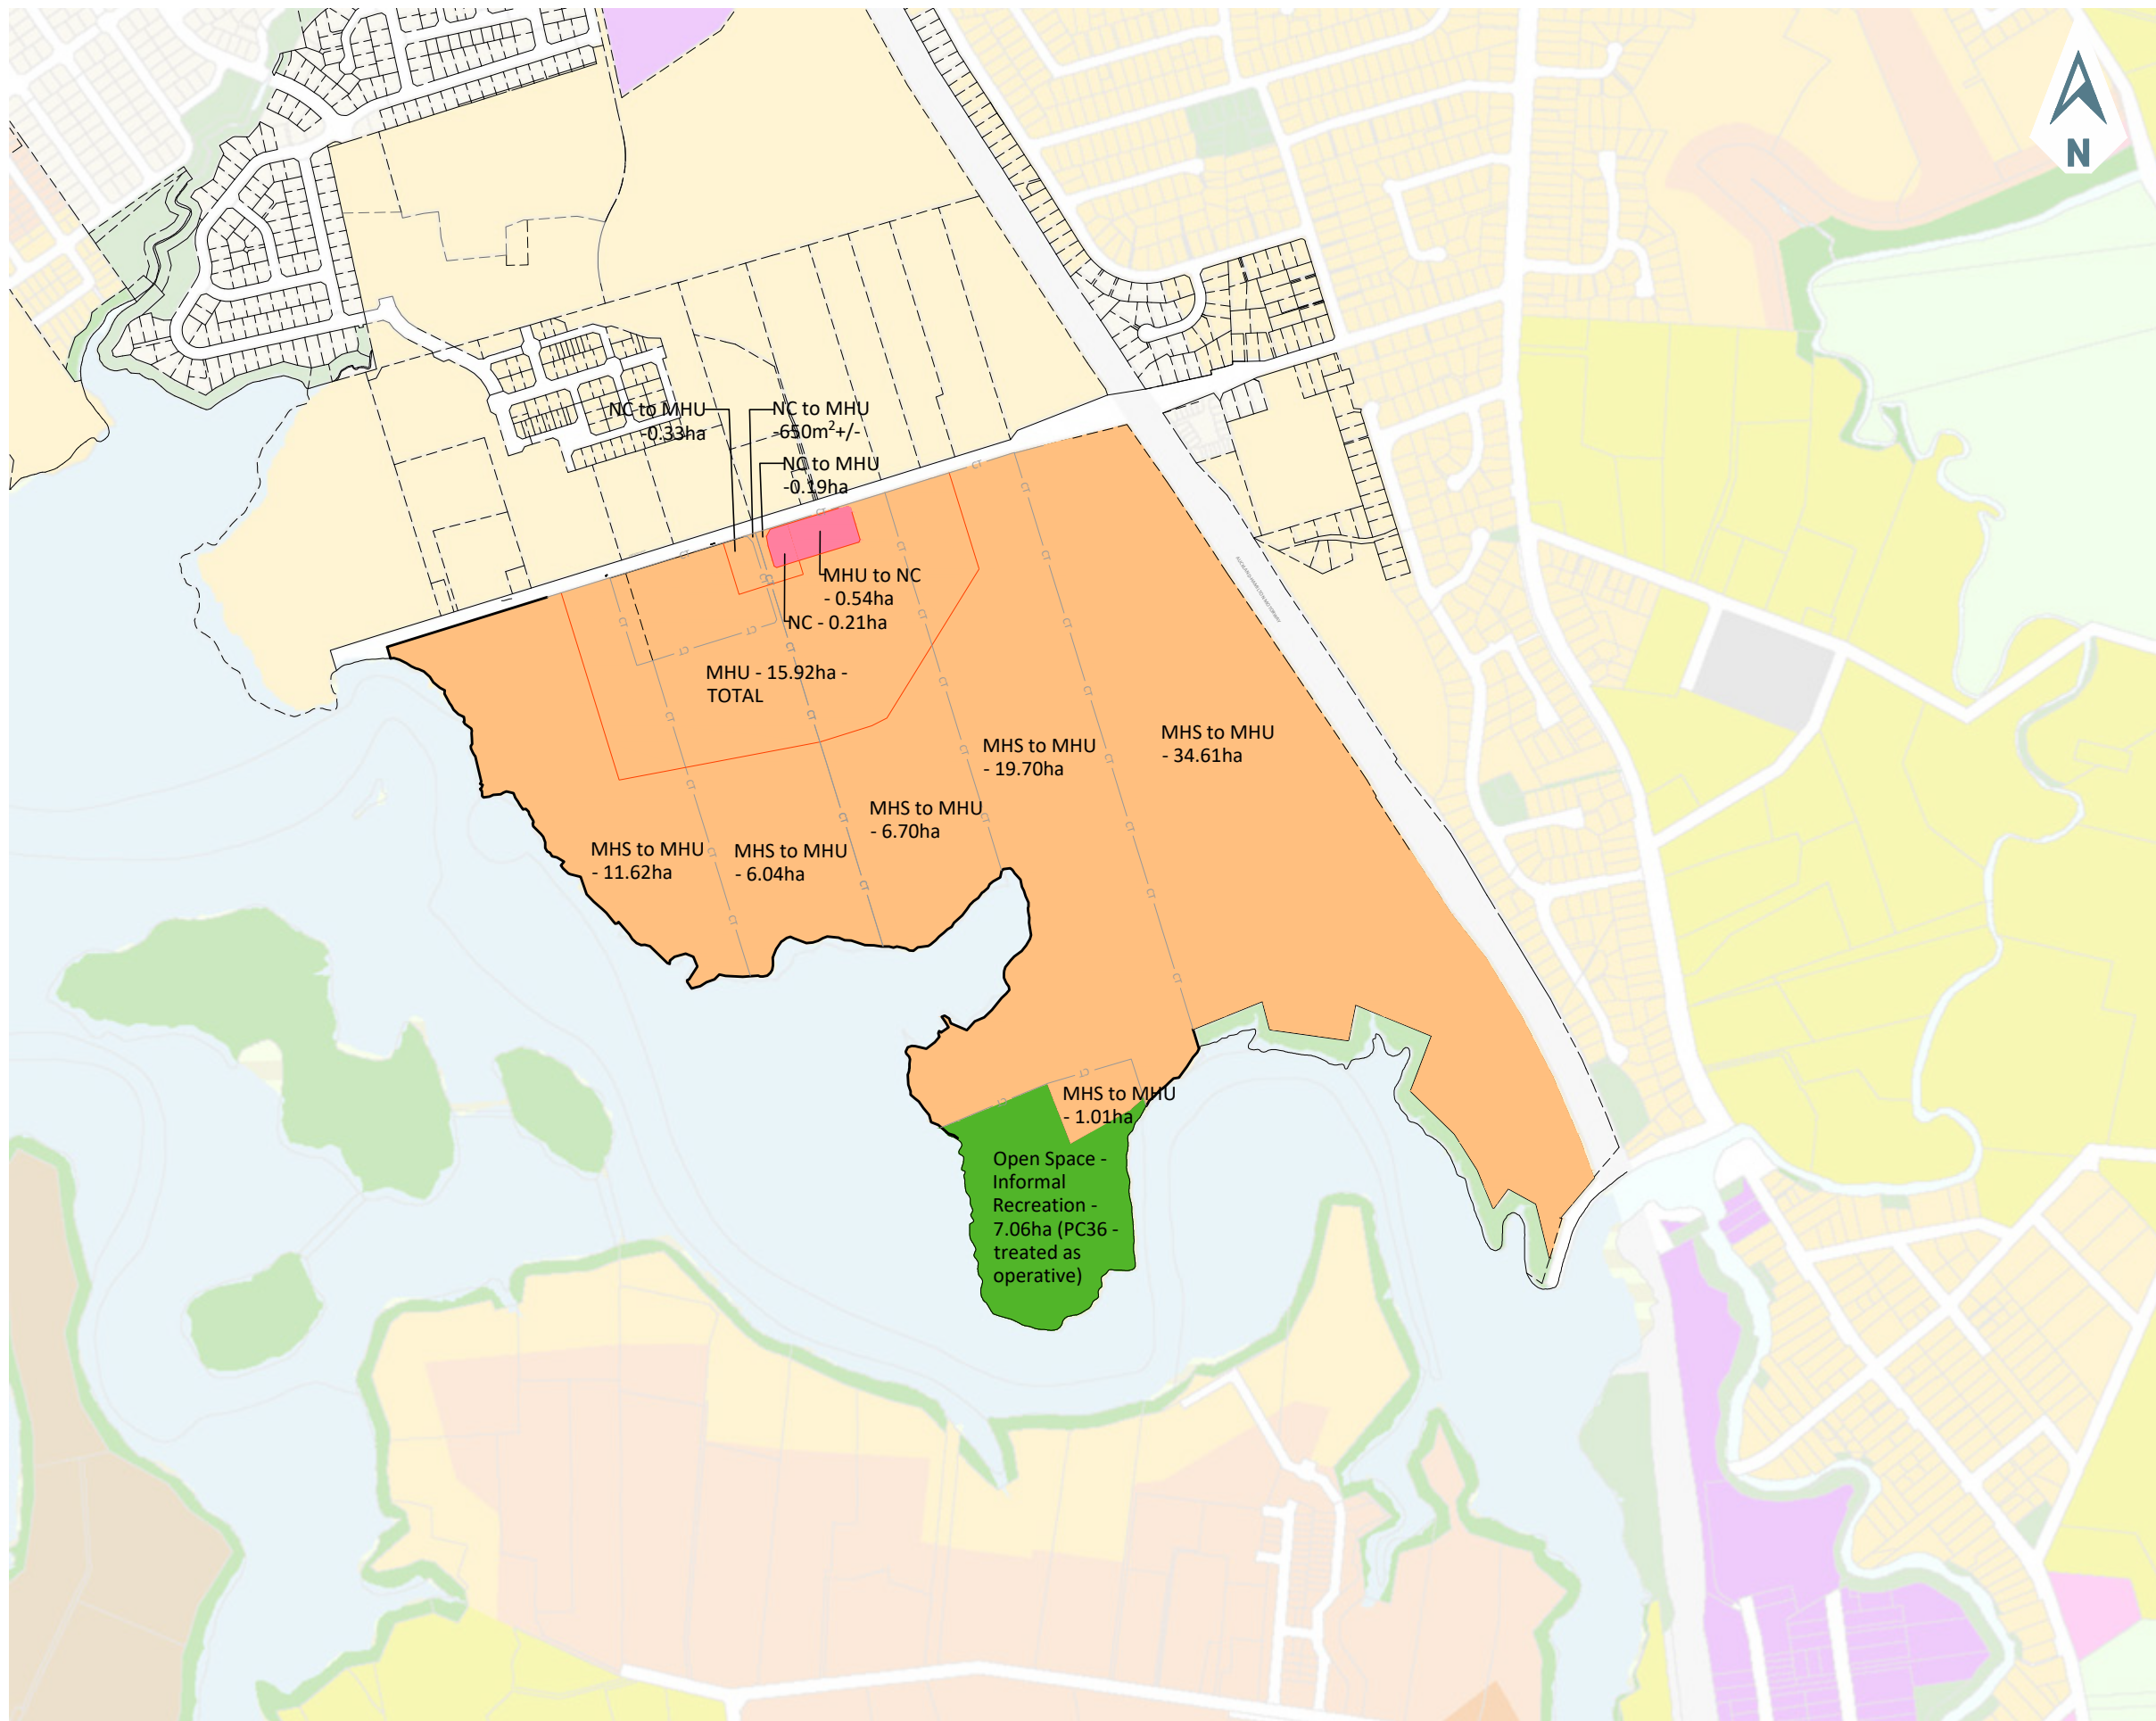 N
NC to MHU
-0.33ha
NC to MHU
-650m²+/-
NC to MHU
-0.19ha
MHU to NC
- 0.54ha
NC - 0.21ha
MHU - 15.92ha -
TOTAL
MHS to MHU
- 34.61ha
MHS to MHU
- 19.70ha
MHS to MHU
- 6.70ha
MHS to MHU
- 11.62ha
MHS to MHU
- 6.04ha
MHS to MHU
- 1.01ha
Open Space -
Informal
Recreation -
7.06ha (PC36 -
treated as
operative)